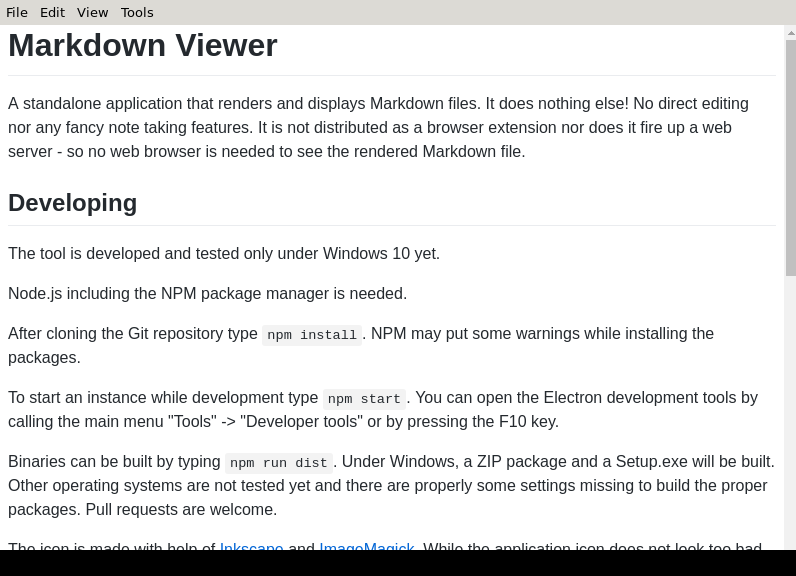 File Edit View Tools
Markdown Viewer
A standalone application that renders and displays Markdown files. It does nothing else! No direct editing
nor any fancy note taking features. It is not distributed as a browser extension nor does it fire up a web
server - so no web browser is needed to see the rendered Markdown file.
Developing
The tool is developed and tested only under Windows 10 yet.
Node.js including the NPM package manager is needed.
After cloning the Git repository type npm install. NPM may put some warnings while installing the
packages.
To start an instance while development type npm start. You can open the Electron development tools by
calling the main menu "Tools" -> "Developer tools" or by pressing the F10 key.
Binaries can be built by typing npm run dist. Under Windows, a ZIP package and a Setup.exe will be built.
Other operating systems are not tested yet and there are properly some settings missing to build the proper
packages. Pull requests are welcome.
The icon is made with help of Inkscape and ImageMagick. While the application icon does not look too bad,